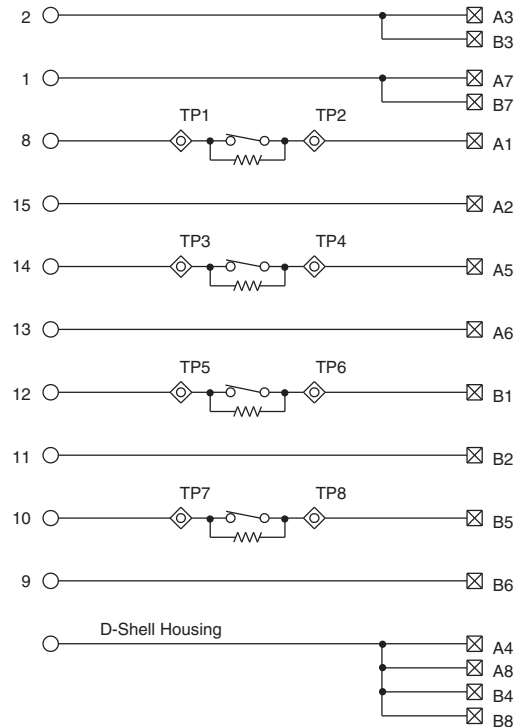 2 A3
B3
1 A7
B7
TP1 TP2
8 A1
15 A2
TP3 TP4
14 A5
13 A6
TP5 TP6
12 B1
11 B2
TP7 TP8
10 B5
9 B6
D-Shell Housing
A4
A8
B4
B8